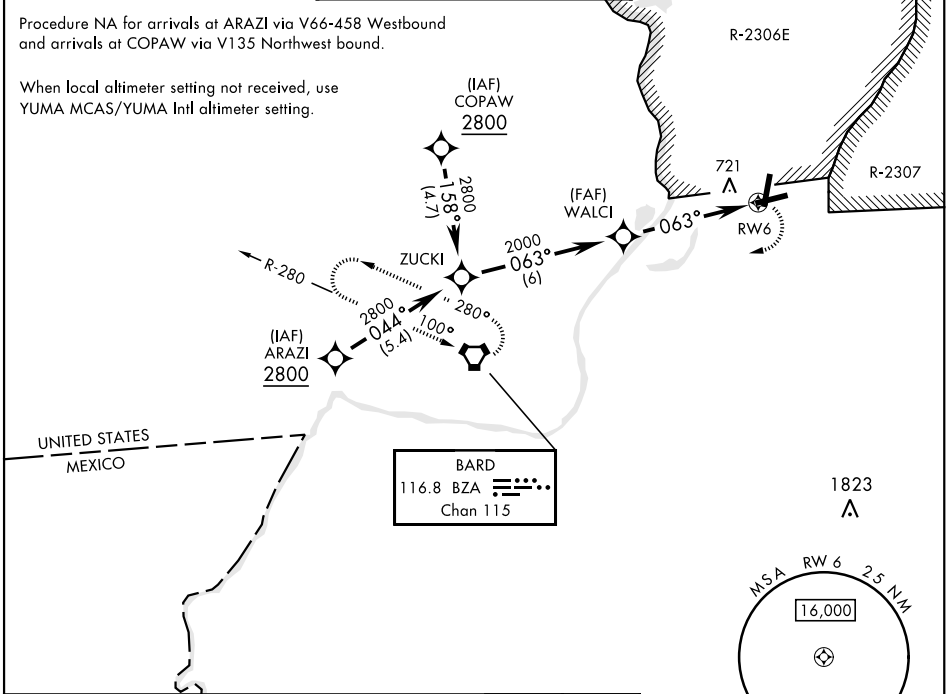 Procedure NA for arrivals at ARAZI via V66-458 Westbound
and arrivals at COPAW via V135 Northwest bound.
When local altimeter setting not received, use
YUMA MCAS/YUMA Intl altimeter setting.
R-2306E
(IAF)
COPAW
2800
721
R-2307
2800
158°
(4.7)
(FAF)
WALCI
063°
RW6
ZUCKI
2000
063°
(6)
R-280
280°
2800
044°
(5.4)
100°
(IAF)
ARAZI
2800
UNITED STATES
MEXICO
BARD
116.8 BZA
Chan 115
1823
MSA RW 6 25 NM
16,000